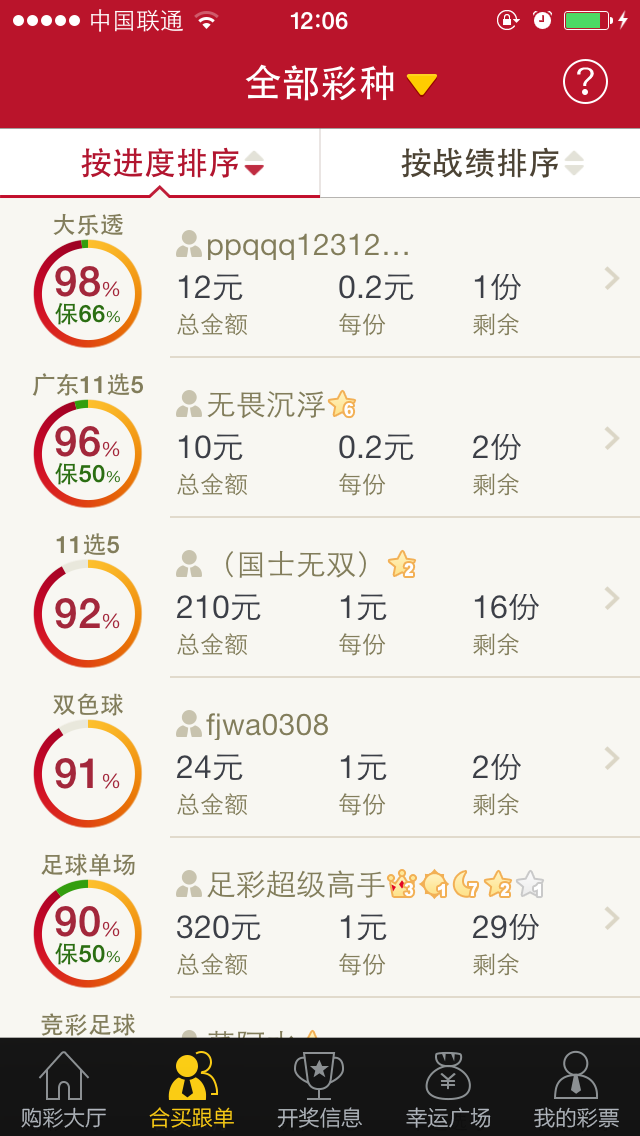 中国联通 12:06
全部彩种 ?
按进度排序 按战绩排序
大乐透
98%
保66%
ppqqq12312...
12元 0.2元 1份
总金额 每份 剩余
广东11选5
96%
保50%
无畏沉浮 6
10元 0.2元 2份
总金额 每份 剩余
11选5
92%
（国士无双） 2
210元 1元 16份
总金额 每份 剩余
双色球
91%
fjwa0308
24元 1元 2份
总金额 每份 剩余
足球单场
90%
保50%
足彩超级高手 3 1 7 2 1
320元 1元 29份
总金额 每份 剩余
竞彩足球
购彩大厅 合买跟单 开奖信息 幸运广场 我的彩票